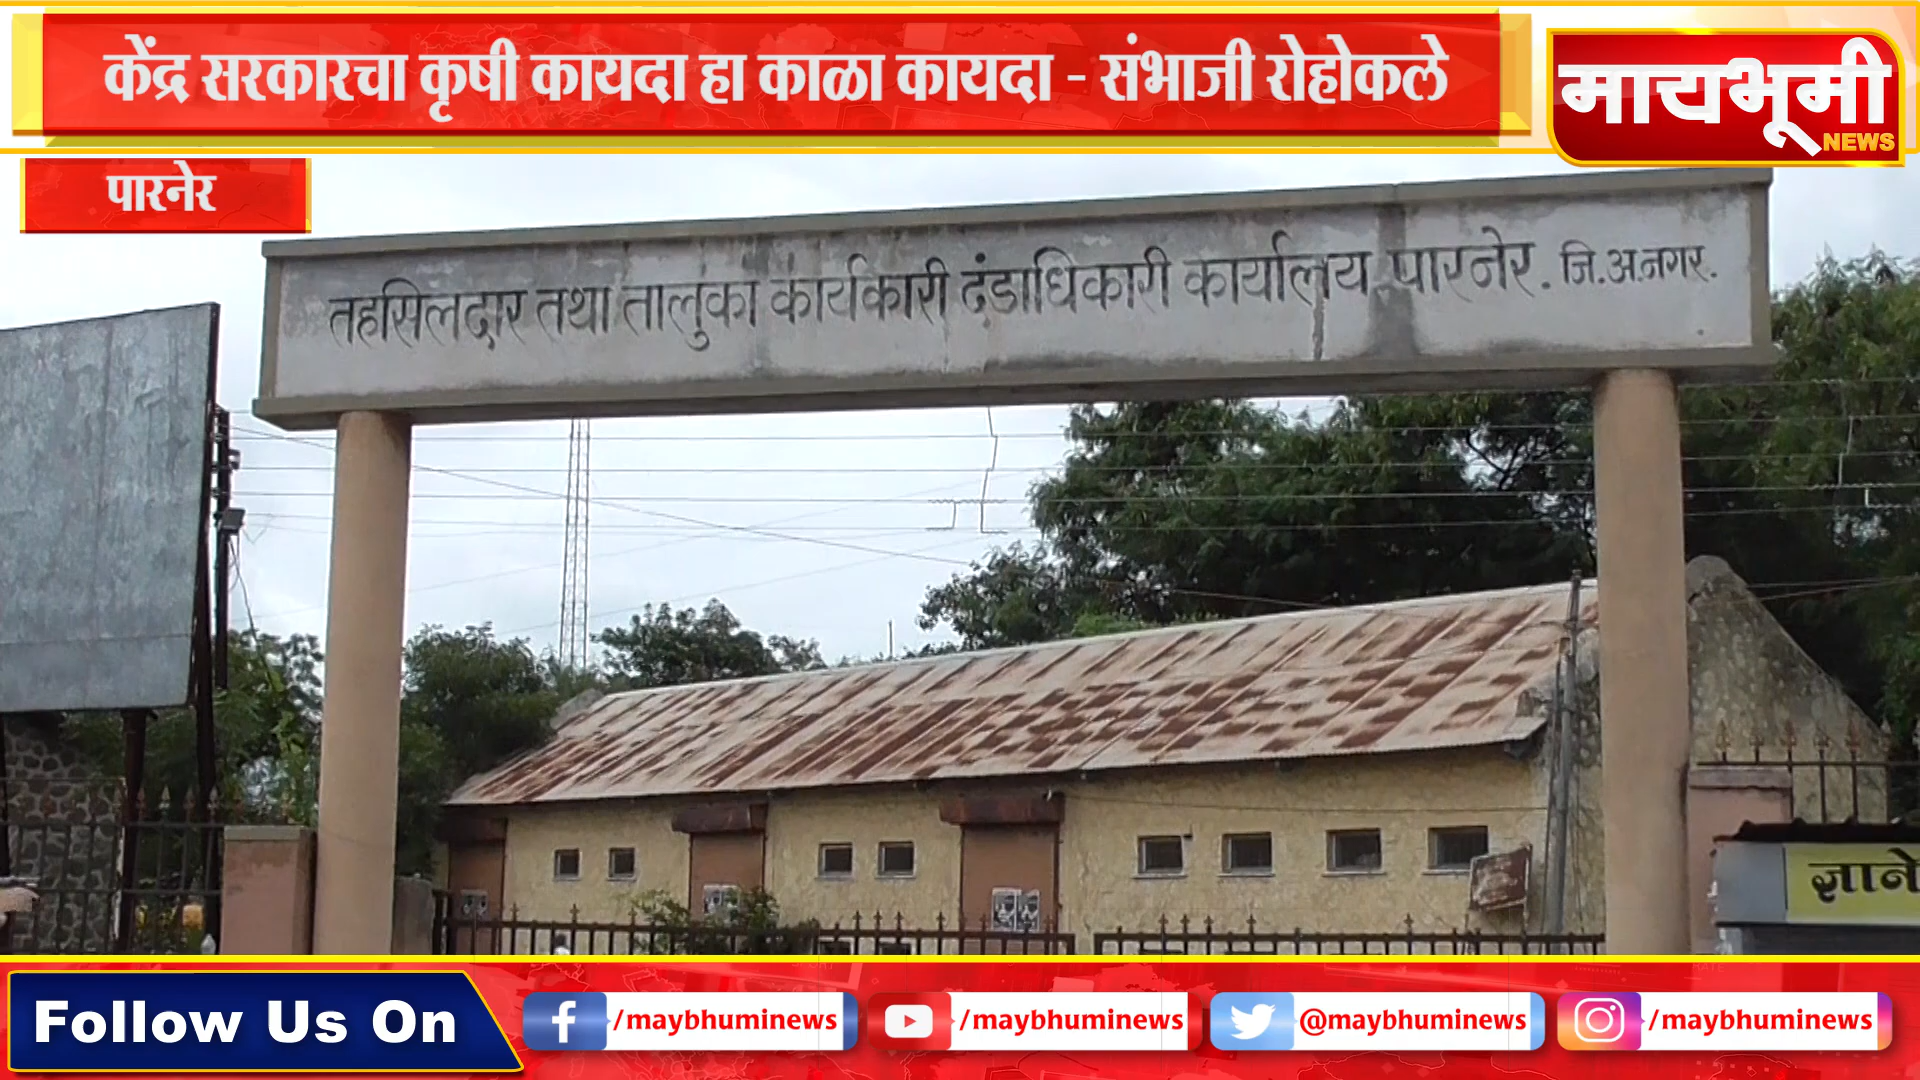 केंद्र सरकारचा कृषी कायदा हा काळा कायदा - संभाजी रोहोकले
मायभूमी
NEWS
पारनेर
तहसिलदार तथा तालुका कार्यकारी दंडाधिकारी कार्यालय पारनेर. जि.अ.नगर.
Follow Us On
/maybhuminews
/maybhuminews
@maybhuminews
/maybhuminews